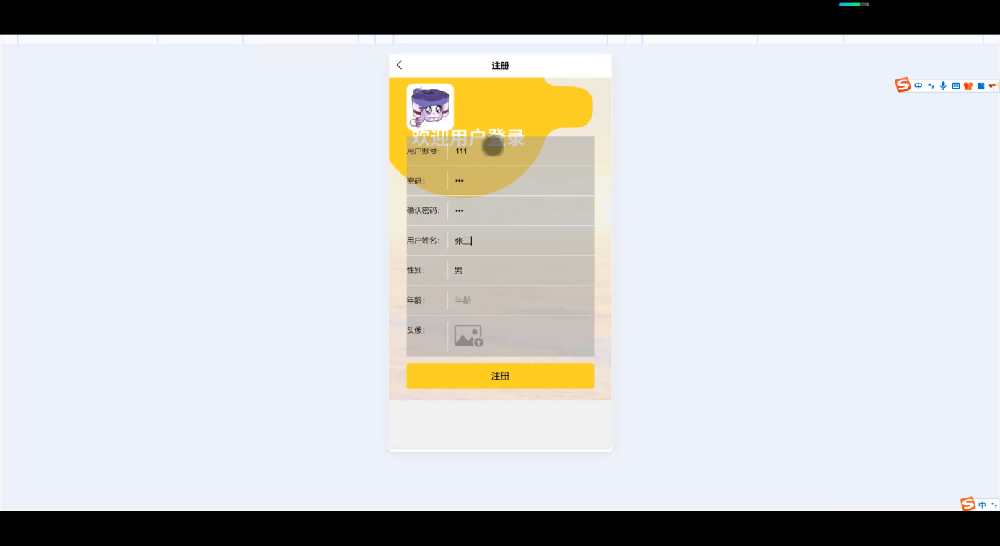 注册
中
欢迎用户登录
用户账号： 111
密码： •••
确认密码： •••
用户姓名： 张三
性别： 男
年龄： 年龄
头像：
注册
中